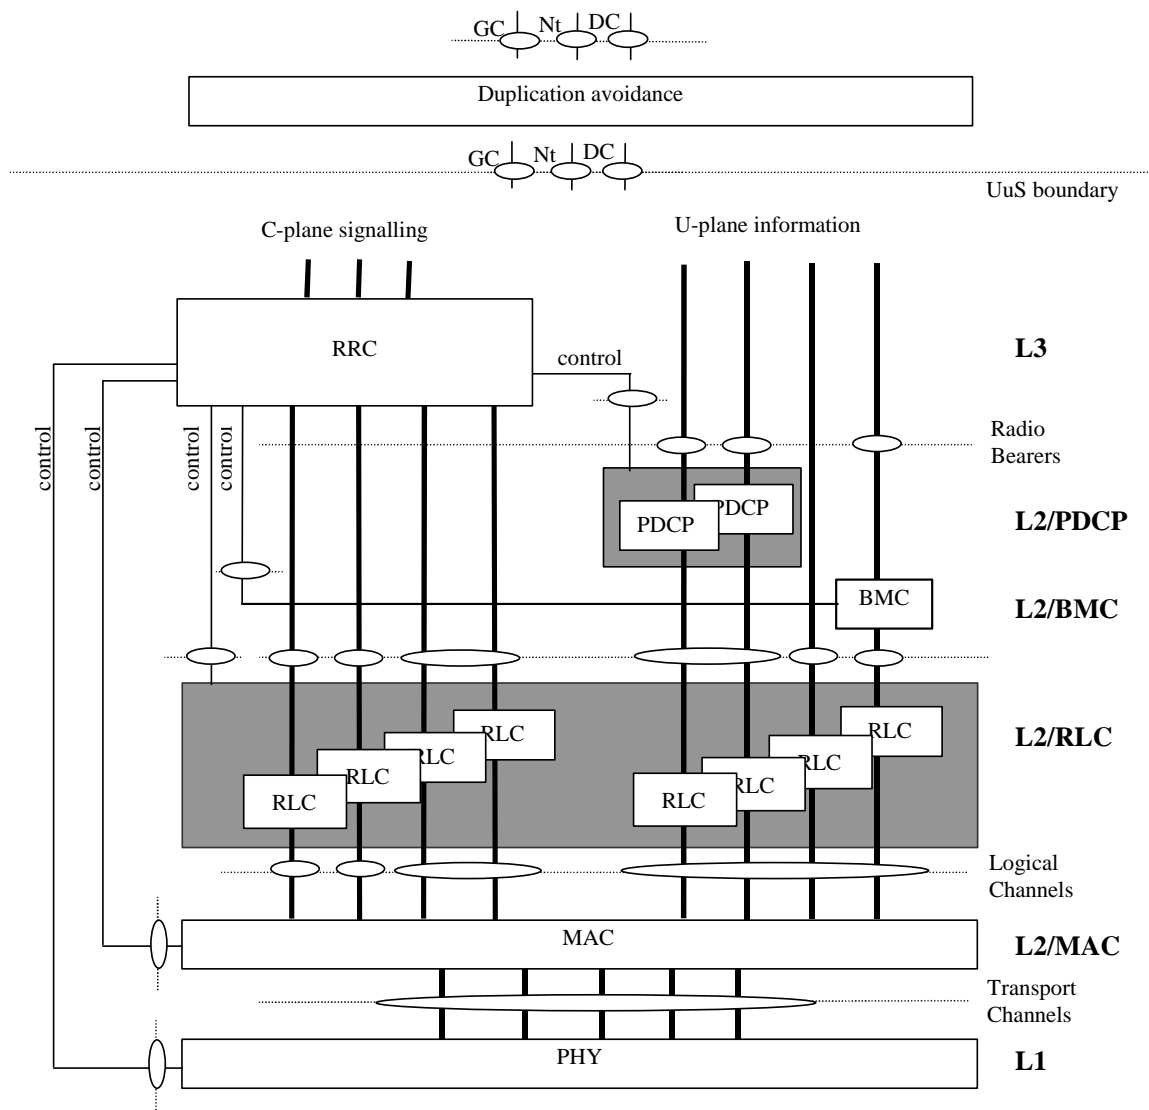 GC
Nt
DC
Duplication avoidance
GC
Nt
DC
UuS boundary
C-plane signalling
U-plane information
RRC
control
L3
control
control
control
control
Radio
Bearers
PDCP
PDCP
L2/PDCP
BMC
L2/BMC
RLC
RLC
RLC
RLC
RLC
RLC
RLC
RLC
L2/RLC
Logical
Channels
MAC
L2/MAC
Transport
Channels
PHY
L1